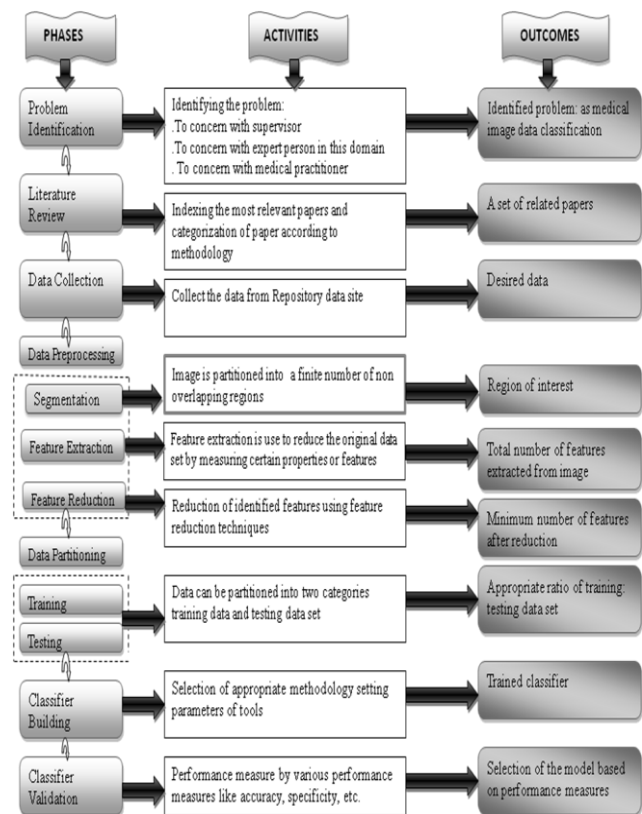 PHASES
ACTIVITIES
OUTCOMES
Problem
Identification
Identifying the problem:
. To concern with supervisor
. To concern with expert person in this domain
. To concern with medical practitioner
Identified problem: as medical
image data classification
Literature
Review
Indexing the most relevant papers and
categorization of paper according to
methodology
A set of related papers
Data Collection
Collect the data from Repository data site
Desired data
Data Preprocessing
Segmentation
Image is partitioned into a finite number of non
overlapping regions
Region of interest
Feature Extraction
Feature extraction is use to reduce the original data
set by measuring certain properties or features
Total number of features
extracted from image
Feature Reduction
Reduction of identified features using feature
reduction techniques
Minimum number of features
after reduction
Data Partitioning
Training
Testing
Data can be partitioned into two categories
training data and testing data set
Appropriate ratio of training:
testing data set
Classifier
Building
Selection of appropriate methodology setting
parameters of tools
Trained classifier
Classifier
Validation
Performance measure by various performance
measures like accuracy, specificity, etc.
Selection of the model based
on performance measures